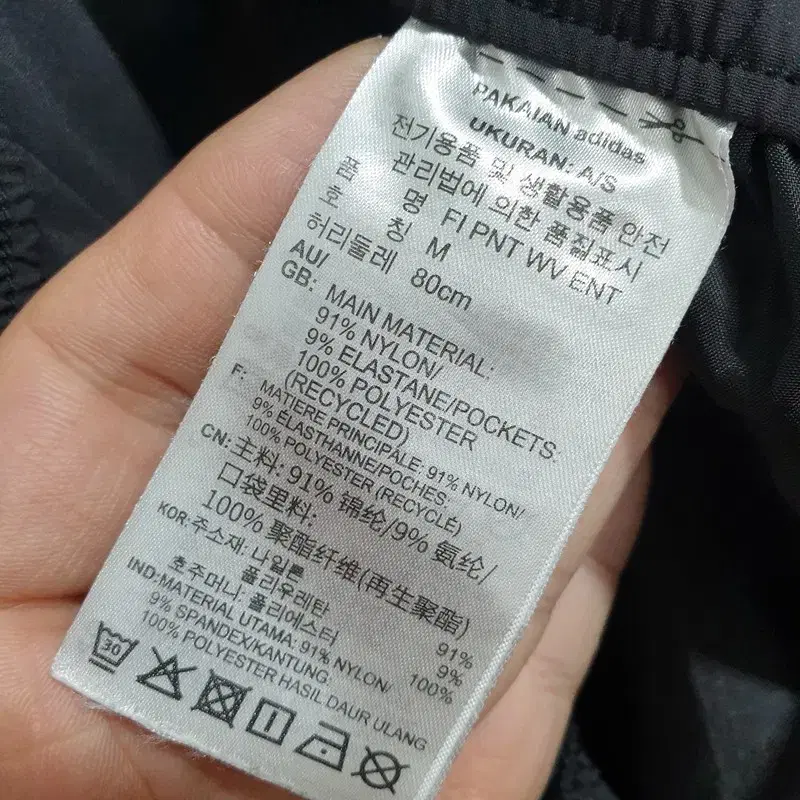 PAKAIAN adidas
UKURAN: A/S
전기용품 및 생활용품 안전
관리법에 의한 품질표시
품 명 FI PNT WV ENT
호 칭 M
허리둘레 80cm
AU/
GB: MAIN MATERIAL:
91% NYLON/
9% ELASTANE/POCKETS:
100% POLYESTER
(RECYCLED)
F: MATIERE PRINCIPALE: 91% NYLON/
9% ÉLASTHANNE/POCHES:
100% POLYESTER (RECYCLÉ)
CN: 主料: 91% 锦纶/9% 氨纶/
口袋里料:
100% 聚酯纤维(再生聚酯)
KOR: 주소재: 나일론 91%
폴리우레탄 9%
호주머니: 폴리에스터 100%
IND: MATERIAL UTAMA: 91% NYLON/
9% SPANDEX/KANTUNG:
100% POLYESTER HASIL DAUR ULANG
30